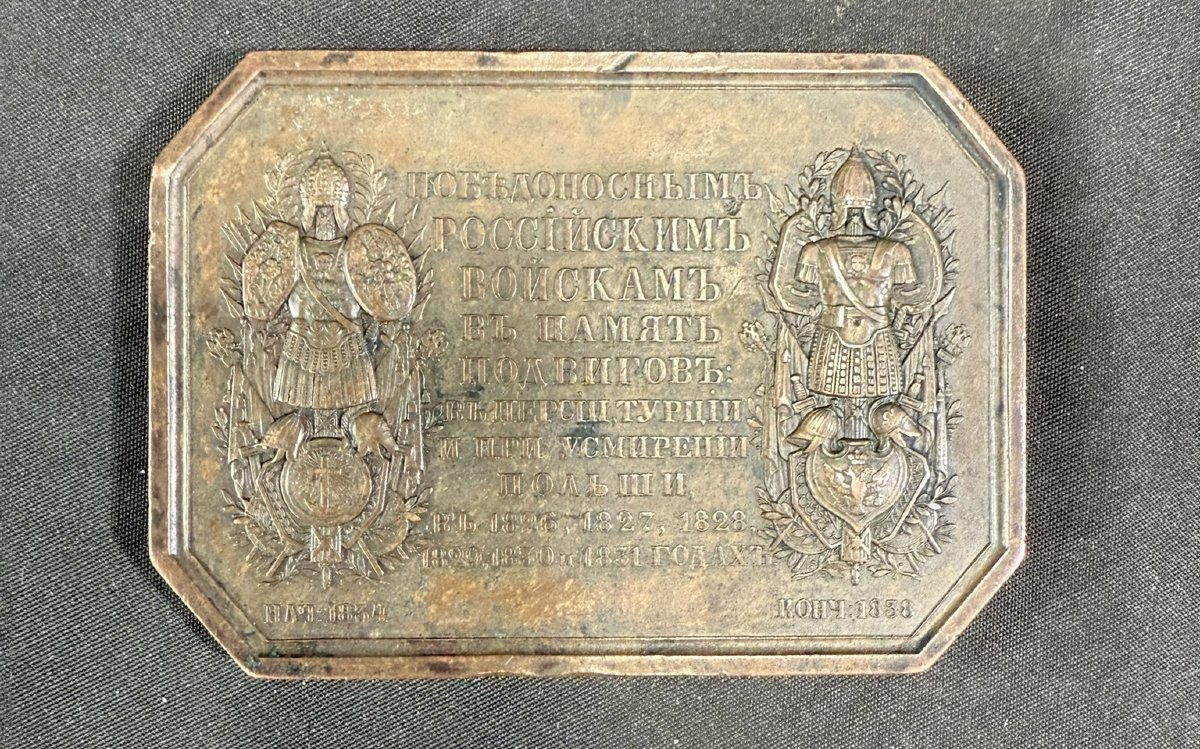 ПОБѢДОНОСНЫМЪ
РОССІЙСКИМЪ
ВОЙСКАМЪ
ВЪ ПАМЯТЬ
ПОДВИГОВЪ:
ВЪ ПЕРСІИ, ТУРЦІИ
И ПРИ УСМИРЕНІИ
ПОЛЬШИ,
ВЪ 1826, 1827, 1828,
1829, 1830 и 1831 ГОДАХЪ.
НАЧ: 1834
КОНЧ: 1838